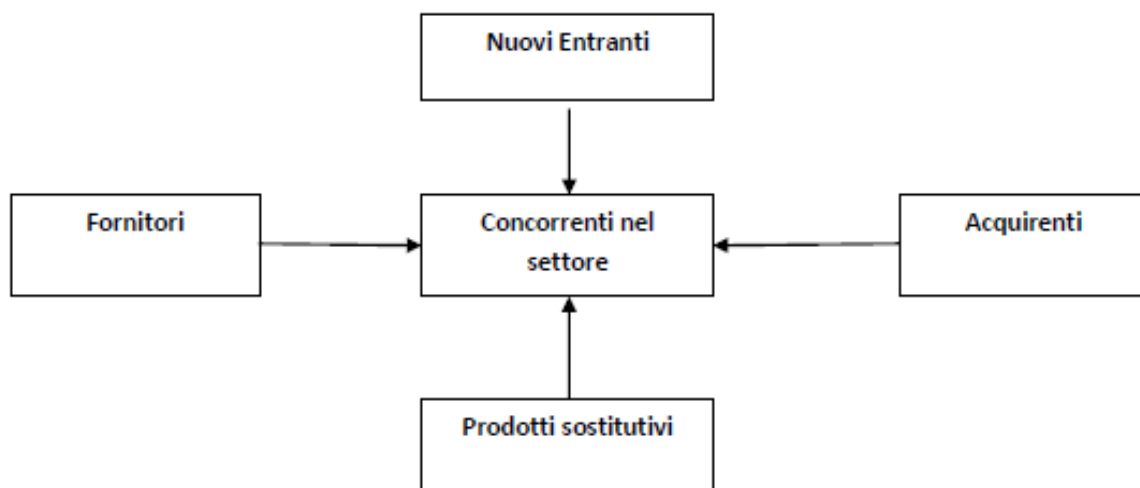 Nuovi Entranti
Fornitori
Concorrenti nel
settore
Acquirenti
Prodotti sostitutivi